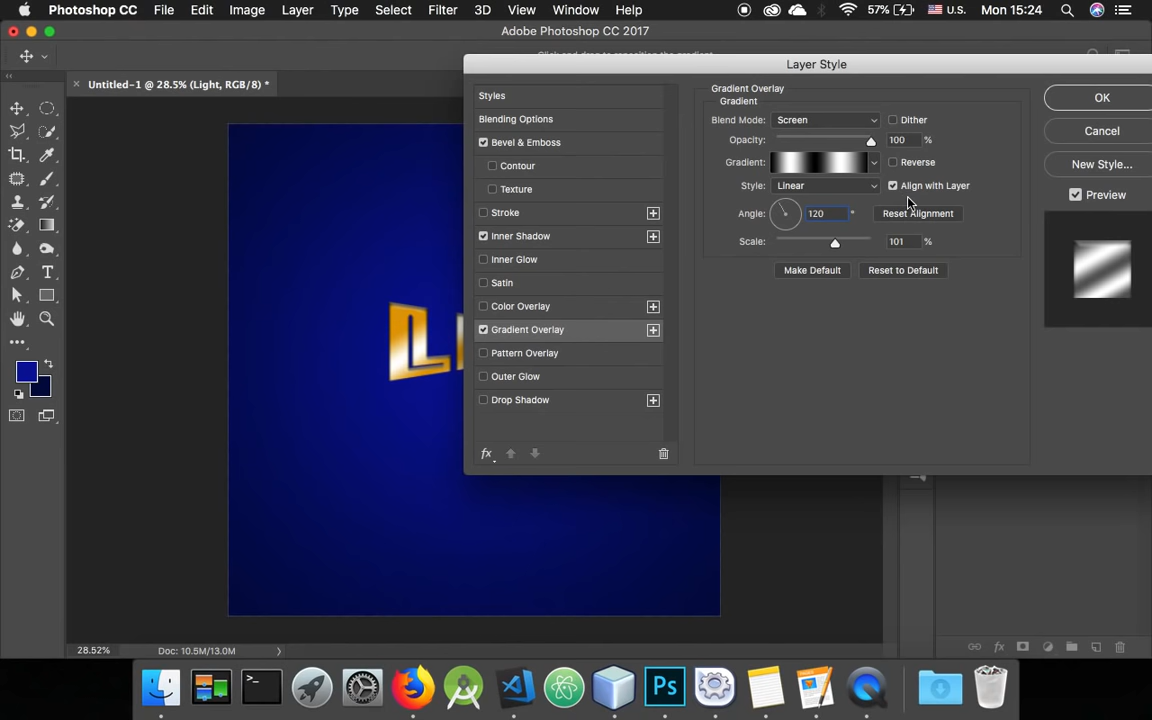 Photoshop CC File Edit Image Layer Type Select Filter 3D View Window Help 57% U.S. Mon 15:24
Adobe Photoshop CC 2017
Click and drag to reposition the gradient.
Untitled-1 @ 28.5% (Light, RGB/8) *
Layer Style
Styles
Blending Options
Bevel & Emboss
Contour
Texture
Stroke
Inner Shadow
Inner Glow
Satin
Color Overlay
Gradient Overlay
Pattern Overlay
Outer Glow
Drop Shadow
fx
Gradient Overlay
Gradient
Blend Mode: Screen Dither
Opacity: 100 %
Gradient: Reverse
Style: Linear Align with Layer
Angle: 120 ° Reset Alignment
Scale: 101 %
Make Default Reset to Default
OK
Cancel
New Style...
Preview
28.52% Doc: 10.5M/13.0M
fx
Ps